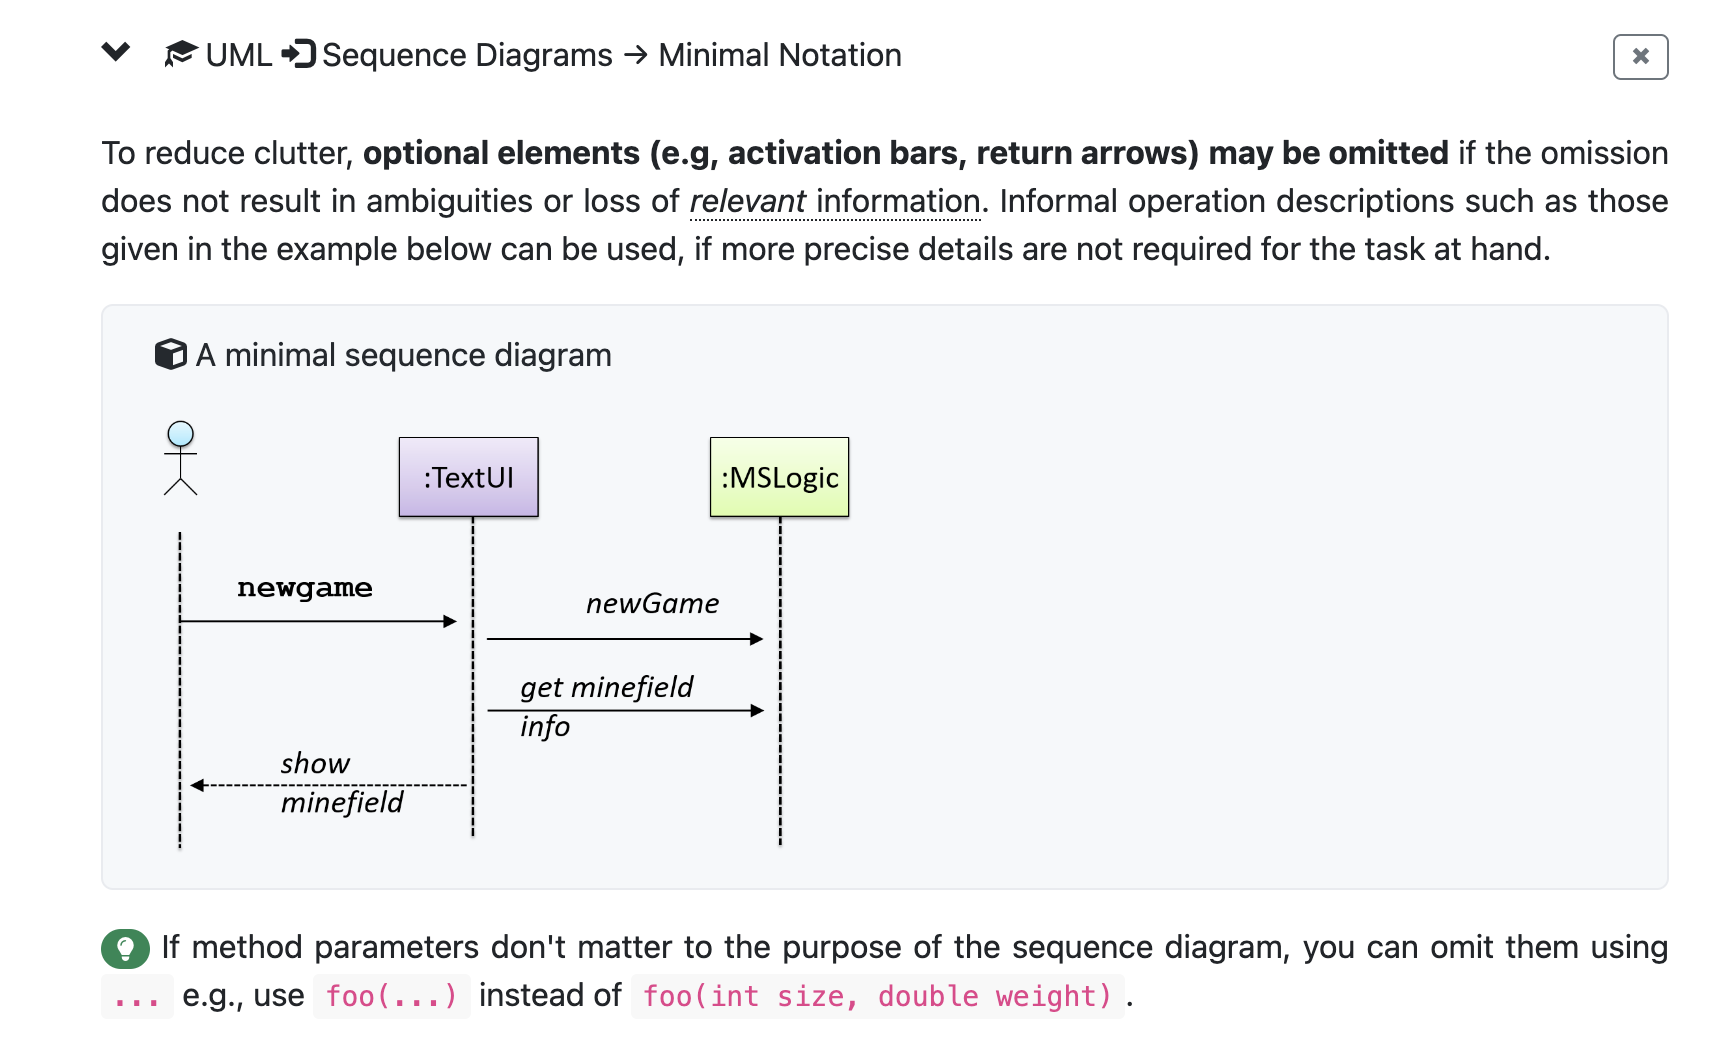 UML Sequence Diagrams → Minimal Notation
To reduce clutter, optional elements (e.g, activation bars, return arrows) may be omitted if the omission
does not result in ambiguities or loss of relevant information. Informal operation descriptions such as those
given in the example below can be used, if more precise details are not required for the task at hand.
A minimal sequence diagram
:TextUI
:MSLogic
newgame
newGame
get minefield
info
show
minefield
If method parameters don't matter to the purpose of the sequence diagram, you can omit them using
... e.g., use foo(...) instead of foo(int size, double weight) .